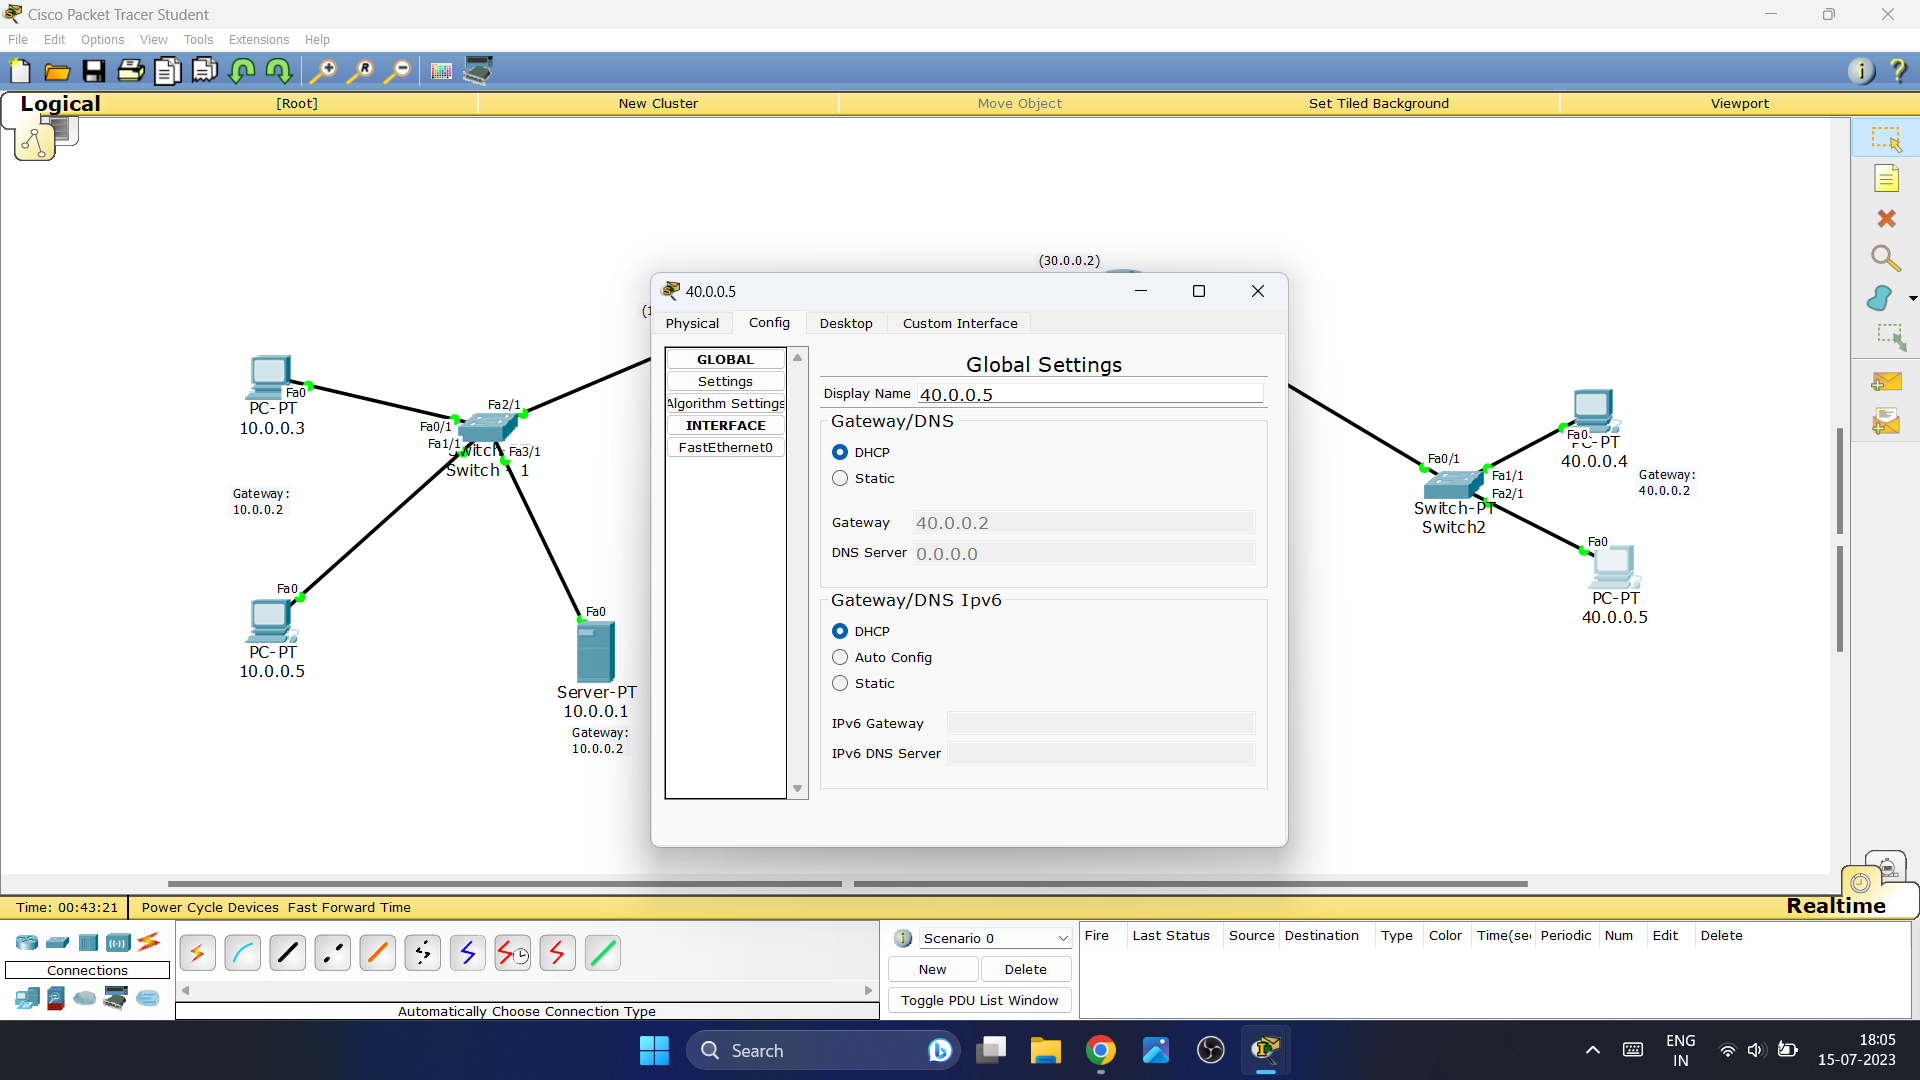 Cisco Packet Tracer Student
File Edit Options View Tools Extensions Help
Logical [Root] New Cluster Move Object Set Tiled Background Viewport
(30.0.0.2)
40.0.0.5
Physical Config Desktop Custom Interface
GLOBAL
Settings
Algorithm Settings
INTERFACE
FastEthernet0
Global Settings
Display Name 40.0.0.5
Gateway/DNS
DHCP
Static
Gateway 40.0.0.2
DNS Server 0.0.0.0
Gateway/DNS Ipv6
DHCP
Auto Config
Static
IPv6 Gateway
IPv6 DNS Server
Fa0
PC-PT
10.0.0.3
Fa2/1
Fa0/1
Fa1/1
Fa3/1
Switch - 1
Gateway:
10.0.0.2
Fa0
PC-PT
10.0.0.5
Fa0
Server-PT
10.0.0.1
Gateway:
10.0.0.2
Fa0/1
Fa1/1
Fa2/1
Switch-PT
Switch2
Fa0
PC-PT
40.0.0.4
Gateway:
40.0.0.2
Fa0
PC-PT
40.0.0.5
Time: 00:43:21 Power Cycle Devices Fast Forward Time
Realtime
Connections
Automatically Choose Connection Type
Scenario 0
New Delete
Toggle PDU List Window
Fire Last Status Source Destination Type Color Time(sec Periodic Num Edit Delete
Search
ENG
IN
18:05
15-07-2023